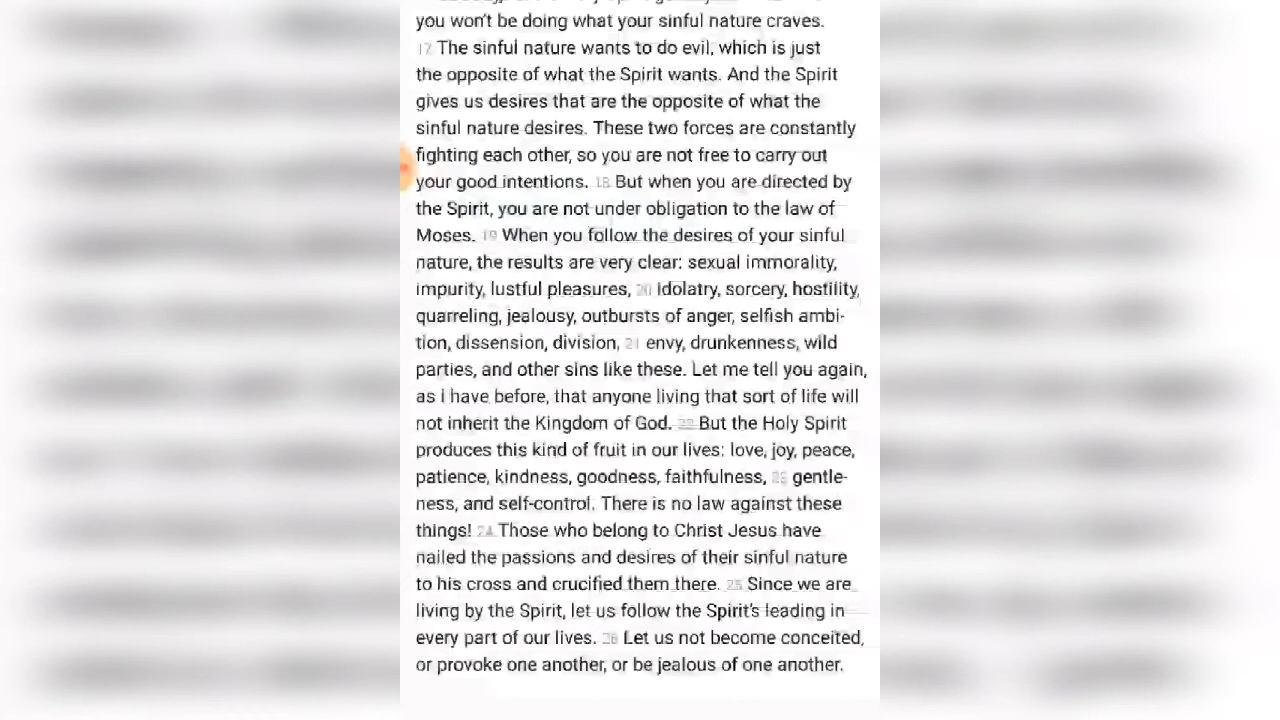 you won't be doing what your sinful nature craves.
17 The sinful nature wants to do evil, which is just
the opposite of what the Spirit wants. And the Spirit
gives us desires that are the opposite of what the
sinful nature desires. These two forces are constantly
fighting each other, so you are not free to carry out
your good intentions. 18 But when you are directed by
the Spirit, you are not under obligation to the law of
Moses. 19 When you follow the desires of your sinful
nature, the results are very clear: sexual immorality,
impurity, lustful pleasures, 20 idolatry, sorcery, hostility,
quarreling, jealousy, outbursts of anger, selfish ambi-
tion, dissension, division, 21 envy, drunkenness, wild
parties, and other sins like these. Let me tell you again,
as I have before, that anyone living that sort of life will
not inherit the Kingdom of God. 22 But the Holy Spirit
produces this kind of fruit in our lives: love, joy, peace,
patience, kindness, goodness, faithfulness, 23 gentle-
ness, and self-control. There is no law against these
things! 24 Those who belong to Christ Jesus have
nailed the passions and desires of their sinful nature
to his cross and crucified them there. 25 Since we are
living by the Spirit, let us follow the Spirit's leading in
every part of our lives. 26 Let us not become conceited,
or provoke one another, or be jealous of one another.